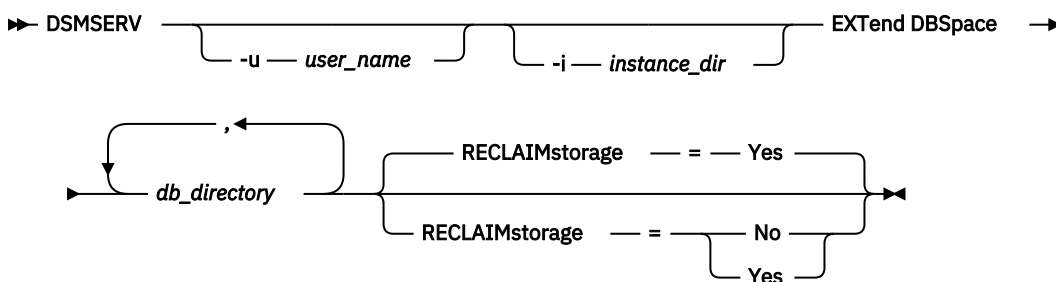 DSMSERV EXTend DBSpace
-u user_name -i instance_dir
,
RECLAIMstorage = Yes
db_directory
RECLAIMstorage = No
Yes